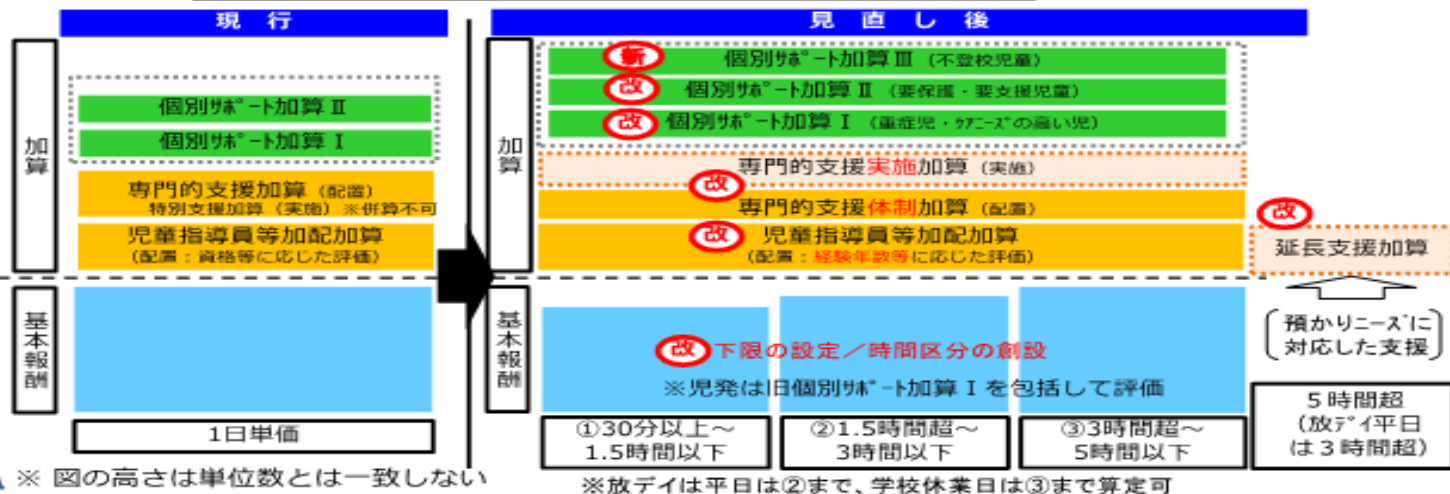 現行
見直し後
加算
個別ｻﾎﾟｰﾄ加算Ⅱ
個別ｻﾎﾟｰﾄ加算Ⅰ
専門的支援加算（配置）
特別支援加算（実施）※併算不可
児童指導員等加配加算
（配置：資格等に応じた評価）
基本報酬
1日単価
※ 図の高さは単位数とは一致しない
加算
新 個別ｻﾎﾟｰﾄ加算Ⅲ（不登校児童）
改 個別ｻﾎﾟｰﾄ加算Ⅱ（要保護・要支援児童）
改 個別ｻﾎﾟｰﾄ加算Ⅰ（重症児・ｹｱﾆｰｽﾞの高い児）
専門的支援実施加算（実施）
改
専門的支援体制加算（配置）
改 児童指導員等加配加算
（配置：経験年数等に応じた評価）
基本報酬
改 下限の設定／時間区分の創設
※児発は旧個別ｻﾎﾟｰﾄ加算Ⅰを包括して評価
①30分以上～
1.5時間以下
②1.5時間超～
3時間以下
③3時間超～
5時間以下
※放デイは平日は②まで、学校休業日は③まで算定可
改
延長支援加算
預かりニーズに
対応した支援
5時間超
（放ﾃﾞｲ平日
は３時間超）